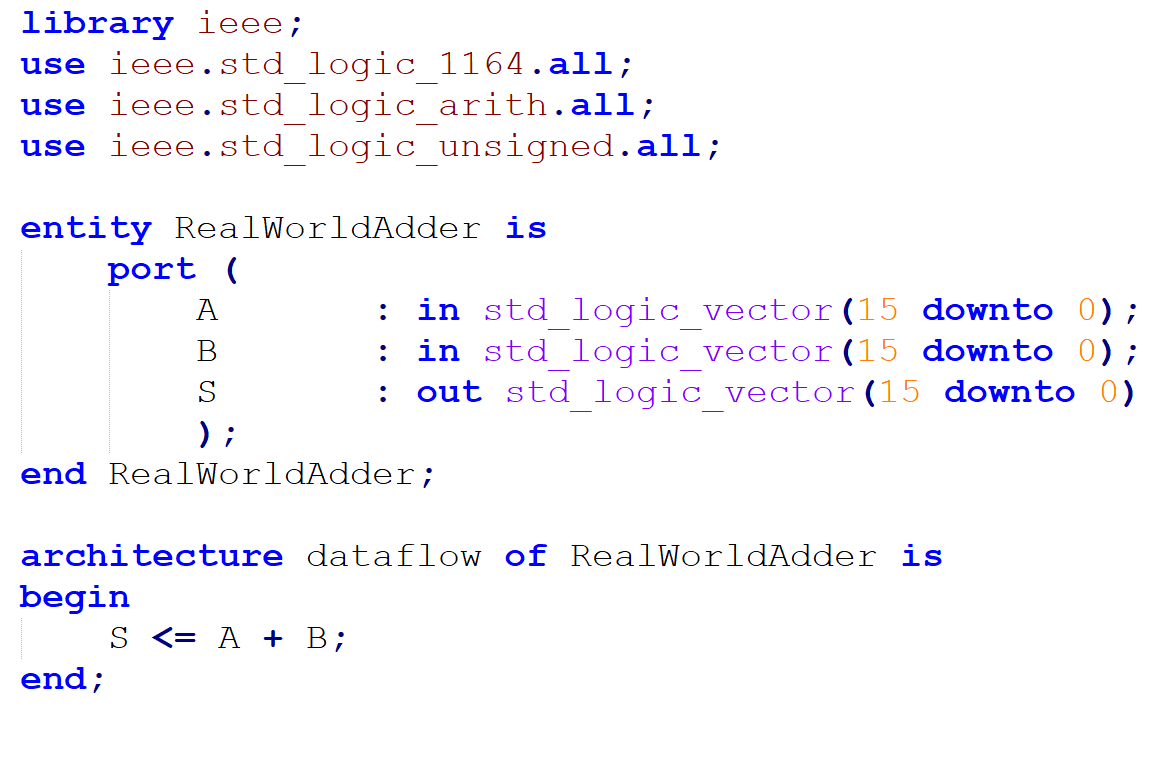 library ieee;
use ieee.std_logic_1164.all;
use ieee.std_logic_arith.all;
use ieee.std_logic_unsigned.all;

entity RealWorldAdder is
    port (
        A       : in std_logic_vector(15 downto 0);
        B       : in std_logic_vector(15 downto 0);
        S       : out std_logic_vector(15 downto 0)
        );
end RealWorldAdder;

architecture dataflow of RealWorldAdder is
begin
    S <= A + B;
end;